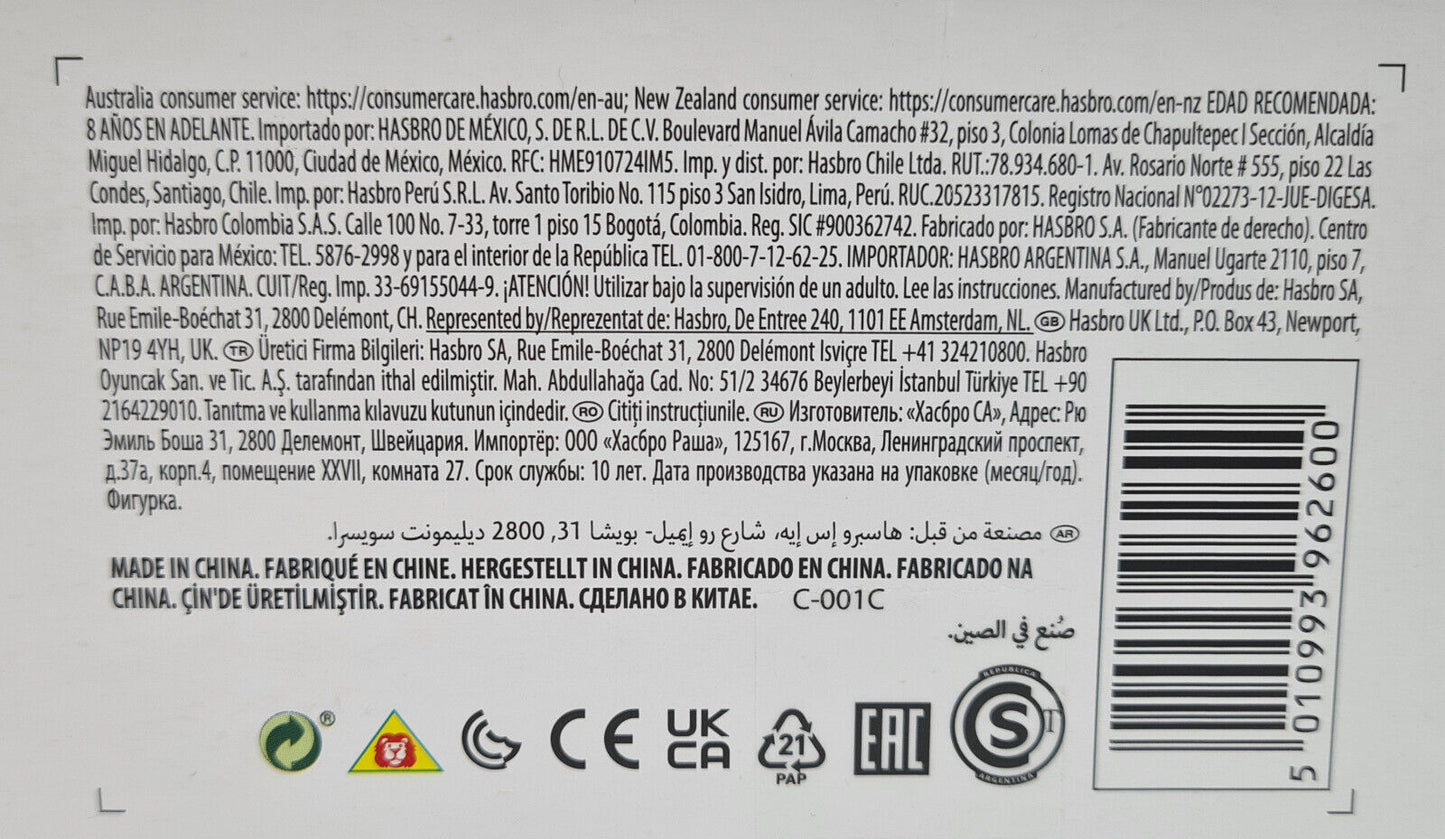 Australia consumer service: https://consumercare.hasbro.com/en-au; New Zealand consumer service: https://consumercare.hasbro.com/en-nz EDAD RECOMENDADA:
8 AÑOS EN ADELANTE. Importado por: HASBRO DE MÉXICO, S. DE R.L. DE C.V. Boulevard Manuel Ávila Camacho #32, piso 3, Colonia Lomas de Chapultepec I Sección, Alcaldía
Miguel Hidalgo, C.P. 11000, Ciudad de México, México. RFC: HME910724IM5. Imp. y dist. por: Hasbro Chile Ltda. RUT.:78.934.680-1. Av. Rosario Norte # 555, piso 22 Las
Condes, Santiago, Chile. Imp. por: Hasbro Perú S.R.L. Av. Santo Toribio No. 115 piso 3 San Isidro, Lima, Perú. RUC.20523317815. Registro Nacional N°02273-12-JUE-DIGESA.
Imp. por: Hasbro Colombia S.A.S. Calle 100 No. 7-33, torre 1 piso 15 Bogotá, Colombia. Reg. SIC #900362742. Fabricado por: HASBRO S.A. (Fabricante de derecho). Centro
de Servicio para México: TEL. 5876-2998 y para el interior de la República TEL. 01-800-7-12-62-25. IMPORTADOR: HASBRO ARGENTINA S.A., Manuel Ugarte 2110, piso 7,
C.A.B.A. ARGENTINA. CUIT/Reg. Imp. 33-69155044-9. ¡ATENCIÓN! Utilizar bajo la supervisión de un adulto. Lee las instrucciones. Manufactured by/Produs de: Hasbro SA,
Rue Emile-Boéchat 31, 2800 Delémont, CH. Represented by/Reprezentat de: Hasbro, De Entree 240, 1101 EE Amsterdam, NL. GB Hasbro UK Ltd., P.O. Box 43, Newport,
NP19 4YH, UK. TR Üretici Firma Bilgileri: Hasbro SA, Rue Emile-Boéchat 31, 2800 Delémont Isviçre TEL +41 324210800. Hasbro
Oyuncak San. ve Tic. A.Ş. tarafından ithal edilmiştir. Mah. Abdullahağa Cad. No: 51/2 34676 Beylerbeyi İstanbul Türkiye TEL +90
2164229010. Tanıtma ve kullanma kılavuzu kutunun içindedir. RO Citiți instrucțiunile. RU Изготовитель: «Хасбро СА», Адрес: Рю
Эмиль Боша 31, 2800 Делемонт, Швейцария. Импортёр: ООО «Хасбро Раша», 125167, г.Москва, Ленинградский проспект,
д.37а, корп.4, помещение XXVII, комната 27. Срок службы: 10 лет. Дата производства указана на упаковке (месяц/год).
Фигурка.
AR مصنعة من قبل: هاسبرو إس إيه، شارع رو إيميل- بويشا 31, 2800 ديليمونت سويسرا.
MADE IN CHINA. FABRIQUÉ EN CHINE. HERGESTELLT IN CHINA. FABRICADO EN CHINA. FABRICADO NA
CHINA. ÇİN'DE ÜRETİLMİŞTİR. FABRICAT ÎN CHINA. СДЕЛАНО В КИТАЕ. C-001C
صُنع في الصين.
® CE UK CA 21 PAP EAC REPUBLICA S T ARGENTINA
5 010993 962600